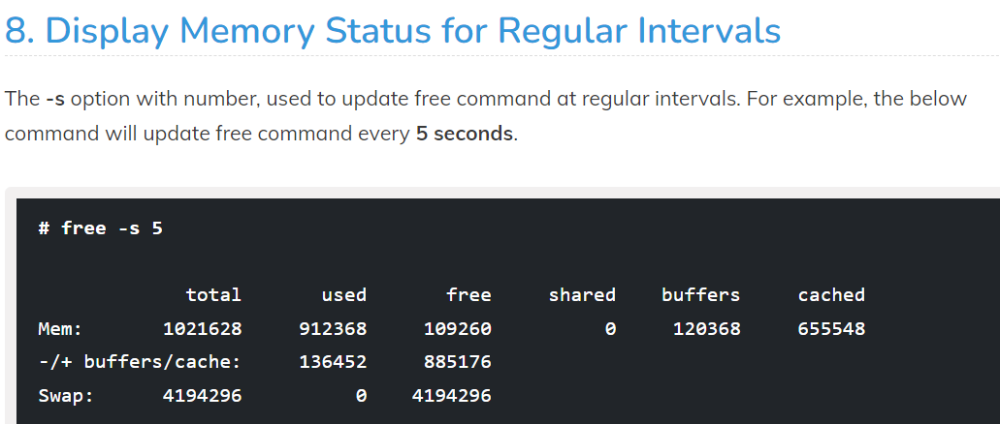 8. Display Memory Status for Regular Intervals
The -s option with number, used to update free command at regular intervals. For example, the below
command will update free command every 5 seconds.
# free -s 5
total used free shared buffers cached
Mem: 1021628 912368 109260 0 120368 655548
-/+ buffers/cache: 136452 885176
Swap: 4194296 0 4194296